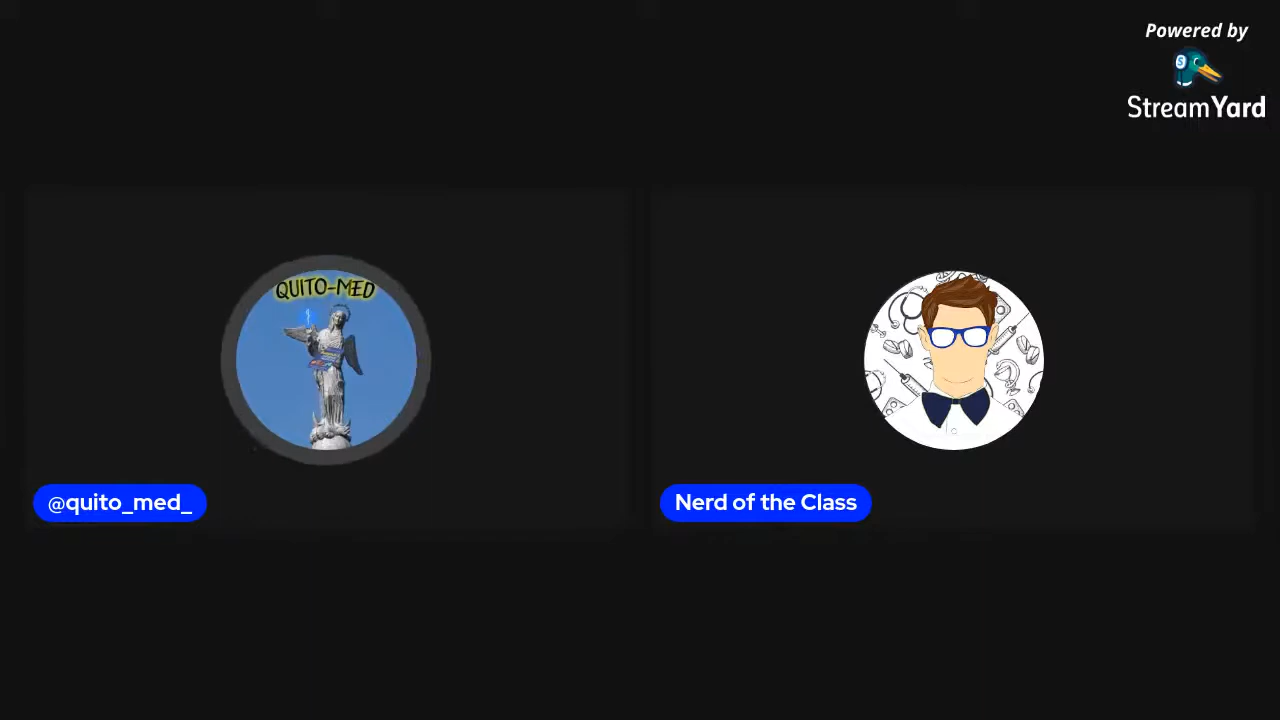 Powered by
StreamYard
QUITO-MED
@quito_med_
Nerd of the Class